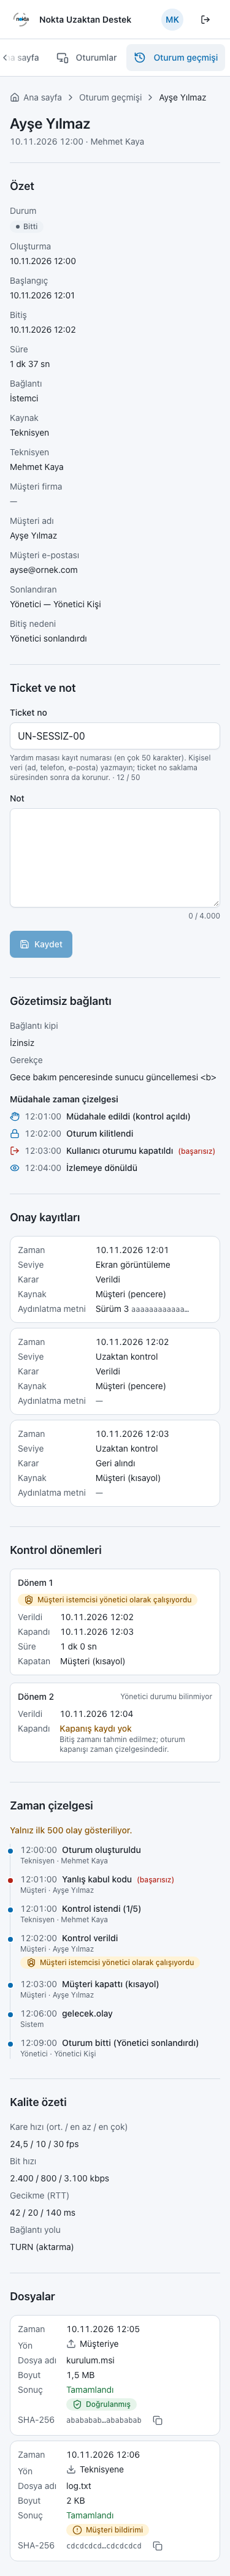 nokta
Nokta Uzaktan Destek
MK
a sayfa
Oturumlar
Oturum geçmişi
Ana sayfa
Oturum geçmişi
Ayşe Yılmaz
Ayşe Yılmaz
10.11.2026 12:00 · Mehmet Kaya
Özet
Durum
Bitti
Oluşturma
10.11.2026 12:00
Başlangıç
10.11.2026 12:01
Bitiş
10.11.2026 12:02
Süre
1 dk 37 sn
Bağlantı
İstemci
Kaynak
Teknisyen
Teknisyen
Mehmet Kaya
Müşteri firma
—
Müşteri adı
Ayşe Yılmaz
Müşteri e-postası
ayse@ornek.com
Sonlandıran
Yönetici — Yönetici Kişi
Bitiş nedeni
Yönetici sonlandırdı
Ticket ve not
Ticket no
UN-SESSIZ-00
Yardım masası kayıt numarası (en çok 50 karakter). Kişisel
veri (ad, telefon, e-posta) yazmayın; ticket no saklama
süresinden sonra da korunur. · 12 / 50
Not
0 / 4.000
Kaydet
Gözetimsiz bağlantı
Bağlantı kipi
İzinsiz
Gerekçe
Gece bakım penceresinde sunucu güncellemesi <b>
Müdahale zaman çizelgesi
12:01:00 Müdahale edildi (kontrol açıldı)
12:02:00 Oturum kilitlendi
12:03:00 Kullanıcı oturumu kapatıldı (başarısız)
12:04:00 İzlemeye dönüldü
Onay kayıtları
Zaman 10.11.2026 12:01
Seviye Ekran görüntüleme
Karar Verildi
Kaynak Müşteri (pencere)
Aydınlatma metni Sürüm 3 aaaaaaaaaaaa…
Zaman 10.11.2026 12:02
Seviye Uzaktan kontrol
Karar Verildi
Kaynak Müşteri (pencere)
Aydınlatma metni —
Zaman 10.11.2026 12:03
Seviye Uzaktan kontrol
Karar Geri alındı
Kaynak Müşteri (kısayol)
Aydınlatma metni —
Kontrol dönemleri
Dönem 1
Müşteri istemcisi yönetici olarak çalışıyordu
Verildi 10.11.2026 12:02
Kapandı 10.11.2026 12:03
Süre 1 dk 0 sn
Kapatan Müşteri (kısayol)
Dönem 2 Yönetici durumu bilinmiyor
Verildi 10.11.2026 12:04
Kapandı Kapanış kaydı yok
Bitiş zamanı tahmin edilmez; oturum
kapanışı zaman çizelgesindedir.
Zaman çizelgesi
Yalnız ilk 500 olay gösteriliyor.
12:00:00 Oturum oluşturuldu
Teknisyen · Mehmet Kaya
12:01:00 Yanlış kabul kodu (başarısız)
Müşteri · Ayşe Yılmaz
12:01:00 Kontrol istendi (1/5)
Teknisyen · Mehmet Kaya
12:02:00 Kontrol verildi
Müşteri · Ayşe Yılmaz
Müşteri istemcisi yönetici olarak çalışıyordu
12:03:00 Müşteri kapattı (kısayol)
Müşteri · Ayşe Yılmaz
12:06:00 gelecek.olay
Sistem
12:09:00 Oturum bitti (Yönetici sonlandırdı)
Yönetici · Yönetici Kişi
Kalite özeti
Kare hızı (ort. / en az / en çok)
24,5 / 10 / 30 fps
Bit hızı
2.400 / 800 / 3.100 kbps
Gecikme (RTT)
42 / 20 / 140 ms
Bağlantı yolu
TURN (aktarma)
Dosyalar
Zaman 10.11.2026 12:05
Yön Müşteriye
Dosya adı kurulum.msi
Boyut 1,5 MB
Sonuç Tamamlandı
Doğrulanmış
SHA-256 abababab…abababab
Zaman 10.11.2026 12:06
Yön Teknisyene
Dosya adı log.txt
Boyut 2 KB
Sonuç Tamamlandı
Müşteri bildirimi
SHA-256 cdcdcdcd…cdcdcdcd